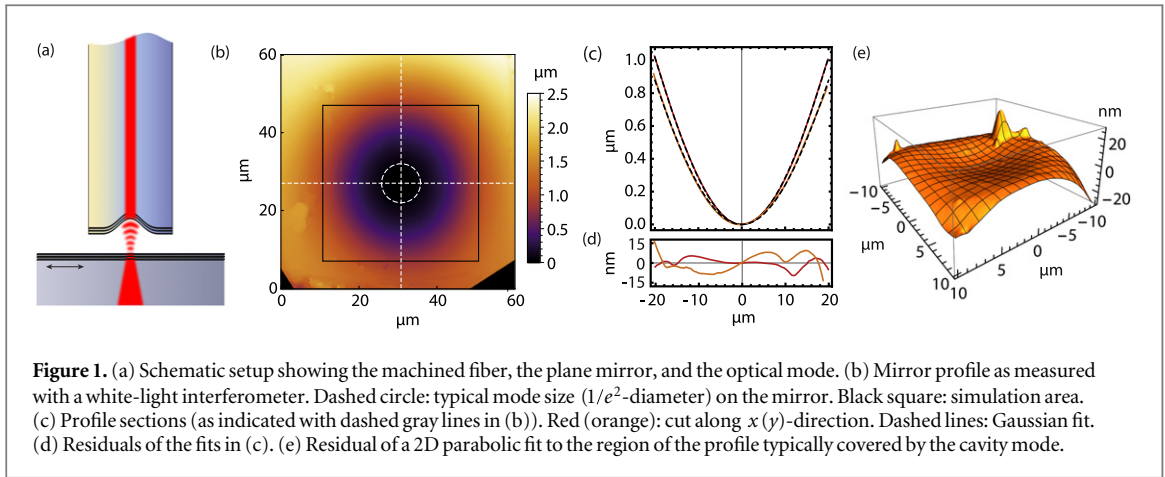 (a)
(b)
60
40
20
0
µm
0
20
40
60
µm
µm
2.5
2.0
1.5
1.0
0.5
0
(c)
1.0
0.8
0.6
0.4
0.2
0.0
µm
(d)
15
0
-15
nm
-20
-10
0
10
20
µm
(e)
nm
20
0
-20
-10
-5
0
5
10
µm
-10
-5
0
5
10
µm
Figure 1. (a) Schematic setup showing the machined fiber, the plane mirror, and the optical mode. (b) Mirror profile as measured
with a white-light interferometer. Dashed circle: typical mode size (1/e²-diameter) on the mirror. Black square: simulation area.
(c) Profile sections (as indicated with dashed gray lines in (b)). Red (orange): cut along x (y)-direction. Dashed lines: Gaussian fit.
(d) Residuals of the fits in (c). (e) Residual of a 2D parabolic fit to the region of the profile typically covered by the cavity mode.